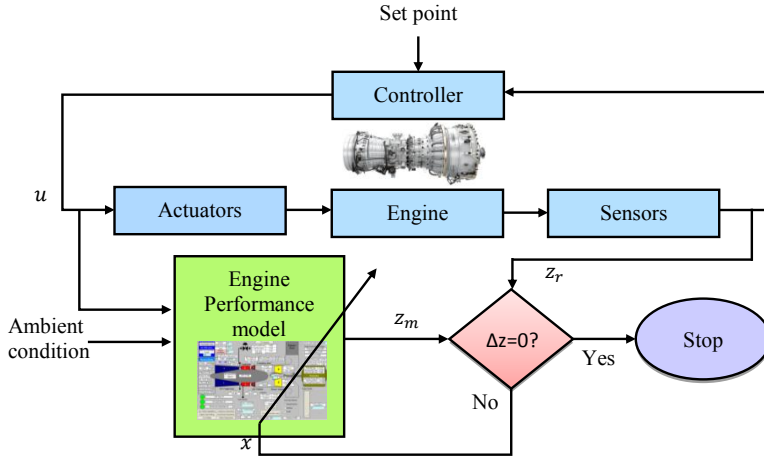 Set point
Controller
u
Actuators
Engine
Sensors
Engine
Performance
model
z_r
Ambient
condition
z_m
Δz=0?
Stop
Yes
No
x